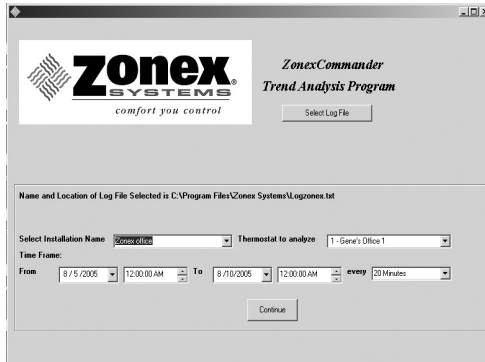 Zonex
SYSTEMS
comfort you control
ZonexCommander
Trend Analysis Program
Select Log File
Name and Location of Log File Selected is C:\Program Files\Zonex Systems\Logzonex.txt
Select Installation Name Zonex office Thermostat to analyze 1 - Gene's Office 1
Time Frame:
From 8 / 5 /2005 12:00:00 AM To 8 /10/2005 12:00:00 AM every 20 Minutes
Continue